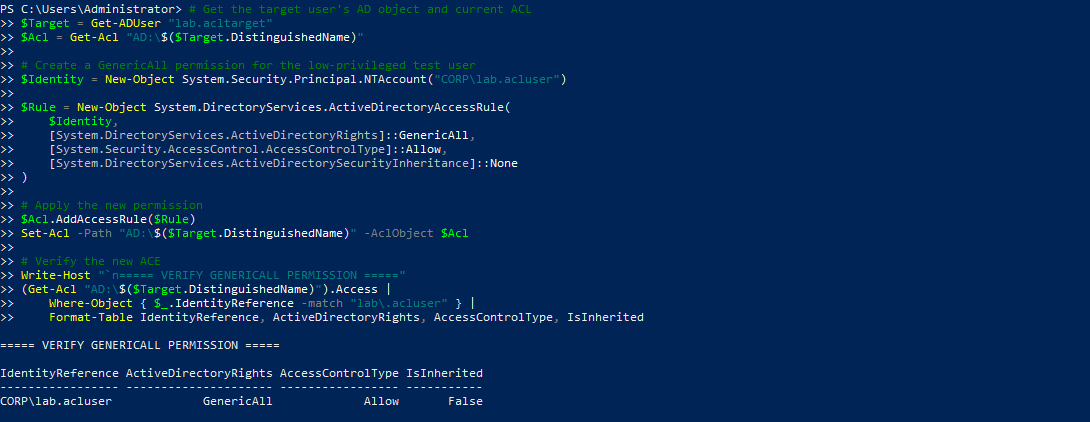 PS C:\Users\Administrator> # Get the target user's AD object and current ACL
>> $Target = Get-ADUser "lab.acltarget"
>> $Acl = Get-Acl "AD:\$($Target.DistinguishedName)"
>>
>> # Create a GenericAll permission for the low-privileged test user
>> $Identity = New-Object System.Security.Principal.NTAccount("CORP\lab.acluser")
>>
>> $Rule = New-Object System.DirectoryServices.ActiveDirectoryAccessRule(
>>     $Identity,
>>     [System.DirectoryServices.ActiveDirectoryRights]::GenericAll,
>>     [System.Security.AccessControl.AccessControlType]::Allow,
>>     [System.DirectoryServices.ActiveDirectorySecurityInheritance]::None
>> )
>>
>> # Apply the new permission
>> $Acl.AddAccessRule($Rule)
>> Set-Acl -Path "AD:\$($Target.DistinguishedName)" -AclObject $Acl
>>
>> # Verify the new ACE
>> Write-Host "`n===== VERIFY GENERICALL PERMISSION ====="
>> (Get-Acl "AD:\$($Target.DistinguishedName)").Access |
>>     Where-Object { $_.IdentityReference -match "lab\.acluser" } |
>>     Format-Table IdentityReference, ActiveDirectoryRights, AccessControlType, IsInherited

===== VERIFY GENERICALL PERMISSION =====

IdentityReference ActiveDirectoryRights AccessControlType IsInherited
----------------- --------------------- ----------------- -----------
CORP\lab.acluser             GenericAll             Allow       False